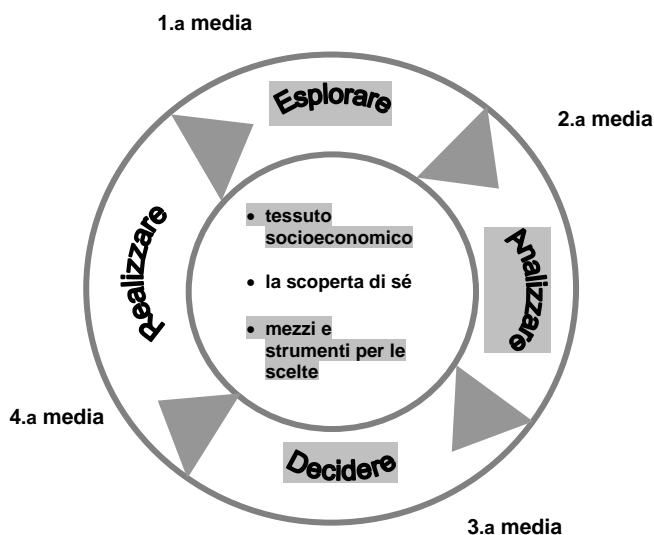 1.a media
Esplorare
2.a media
• tessuto
socioeconomico
• la scoperta di sé
• mezzi e
strumenti per le
scelte
Analizzare
Realizzare
4.a media
Decidere
3.a media